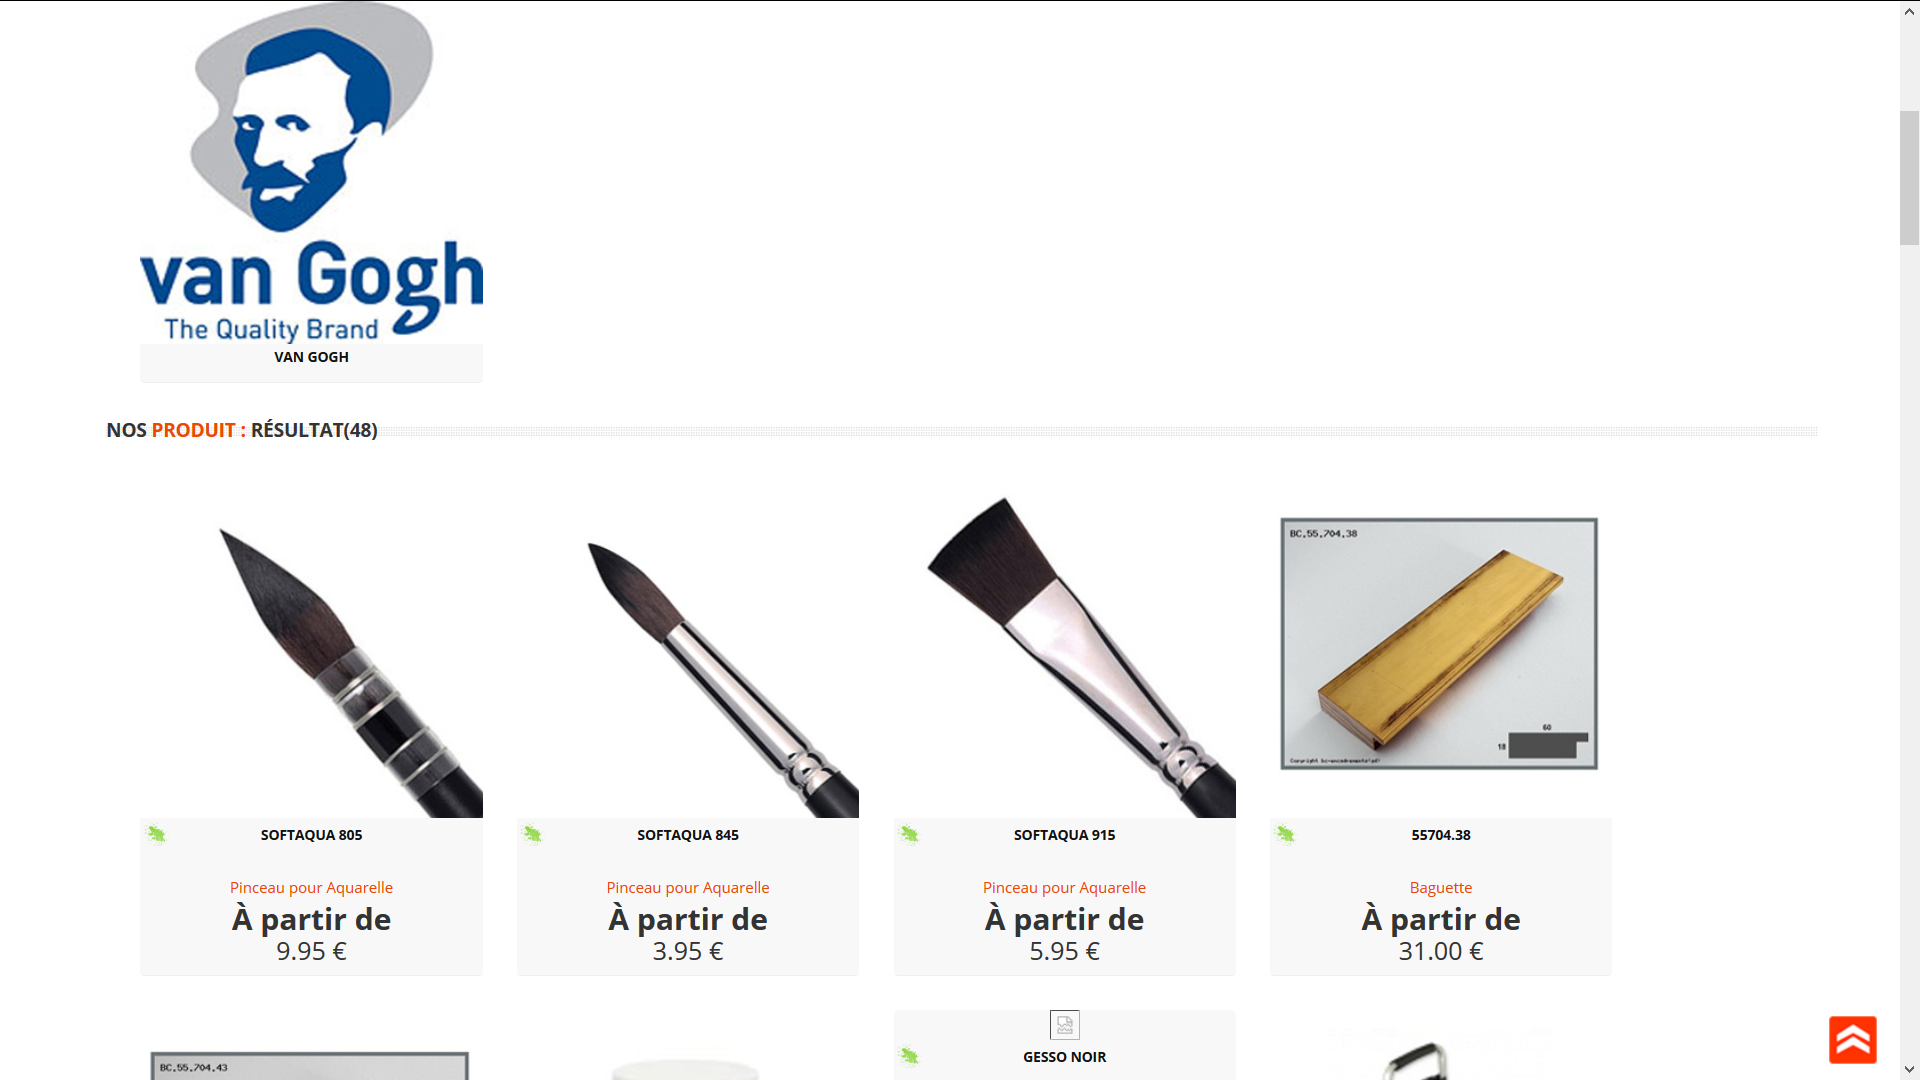 van Gogh
The Quality Brand
VAN GOGH
NOS PRODUIT : RÉSULTAT(48)
BC.55.704.38
60
18
SOFTAQUA 805
SOFTAQUA 845
SOFTAQUA 915
55704.38
Pinceau pour Aquarelle
Pinceau pour Aquarelle
Pinceau pour Aquarelle
Baguette
À partir de
À partir de
À partir de
À partir de
9.95 €
3.95 €
5.95 €
31.00 €
GESSO NOIR
BC.55.704.43